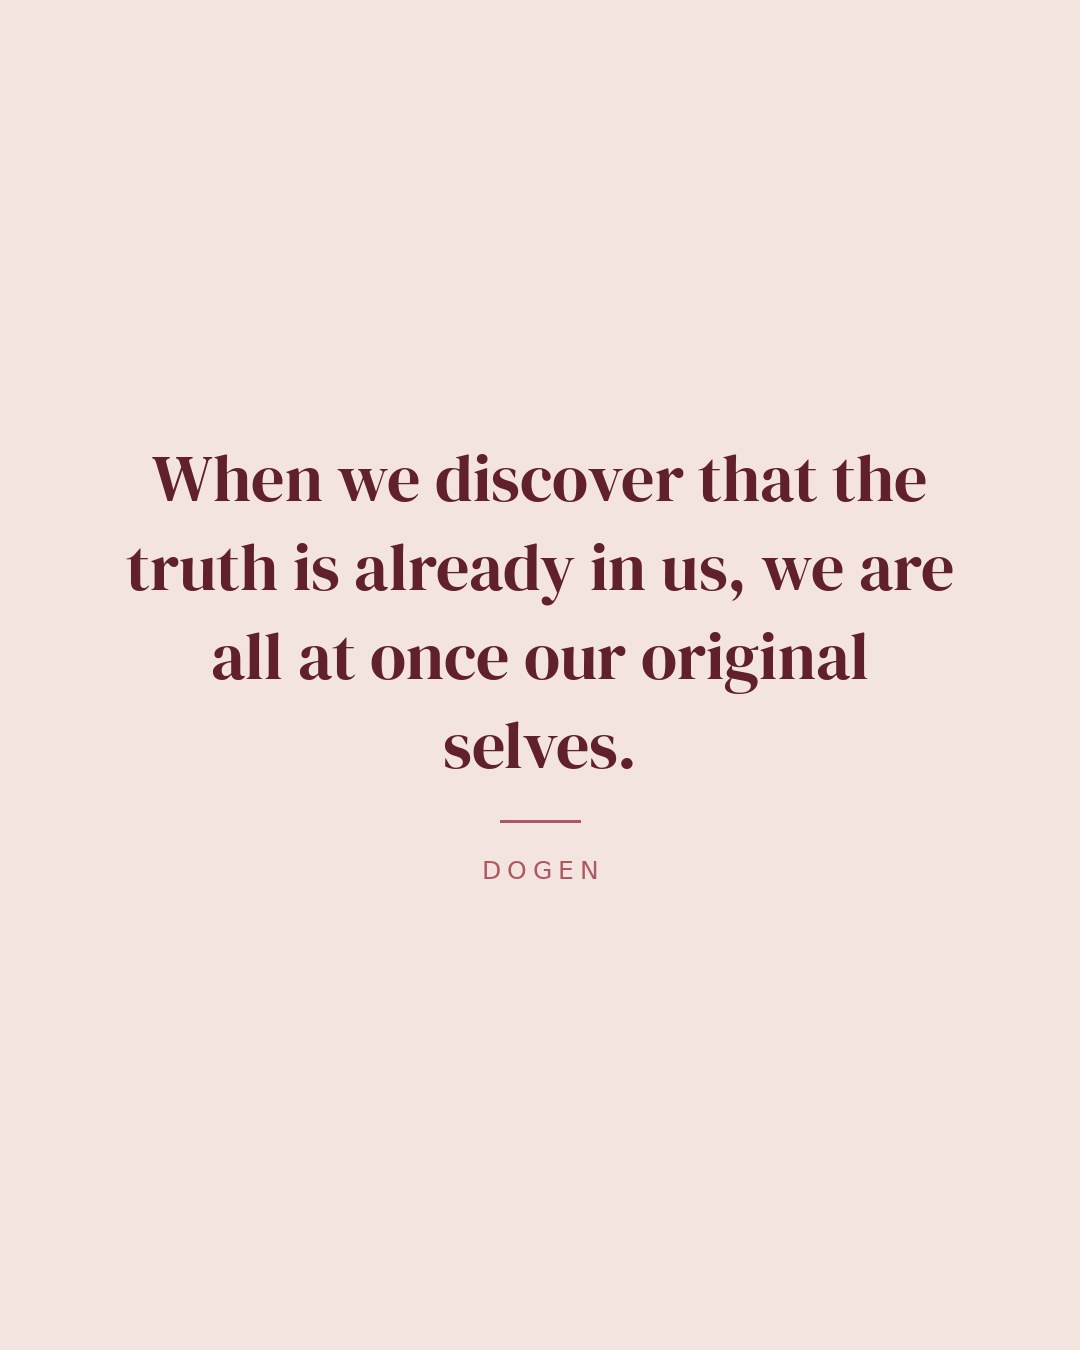 When we discover that the
truth is already in us, we are
all at once our original
selves.
DOGEN